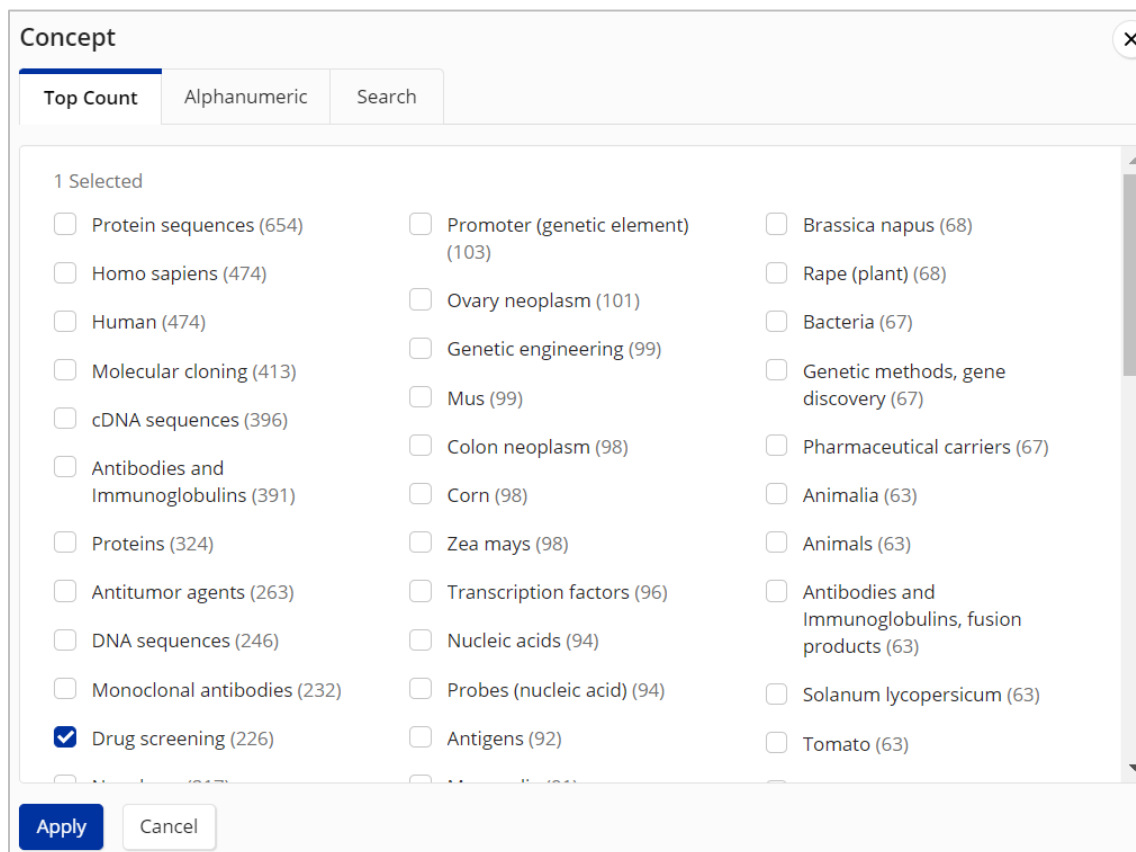 Concept
Top Count
Alphanumeric
Search
1 Selected
Protein sequences (654)
Homo sapiens (474)
Human (474)
Molecular cloning (413)
cDNA sequences (396)
Antibodies and
Immunoglobulins (391)
Proteins (324)
Antitumor agents (263)
DNA sequences (246)
Monoclonal antibodies (232)
Drug screening (226)
Promoter (genetic element)
(103)
Ovary neoplasm (101)
Genetic engineering (99)
Mus (99)
Colon neoplasm (98)
Corn (98)
Zea mays (98)
Transcription factors (96)
Nucleic acids (94)
Probes (nucleic acid) (94)
Antigens (92)
Brassica napus (68)
Rape (plant) (68)
Bacteria (67)
Genetic methods, gene
discovery (67)
Pharmaceutical carriers (67)
Animalia (63)
Animals (63)
Antibodies and
Immunoglobulins, fusion
products (63)
Solanum lycopersicum (63)
Tomato (63)
Apply
Cancel